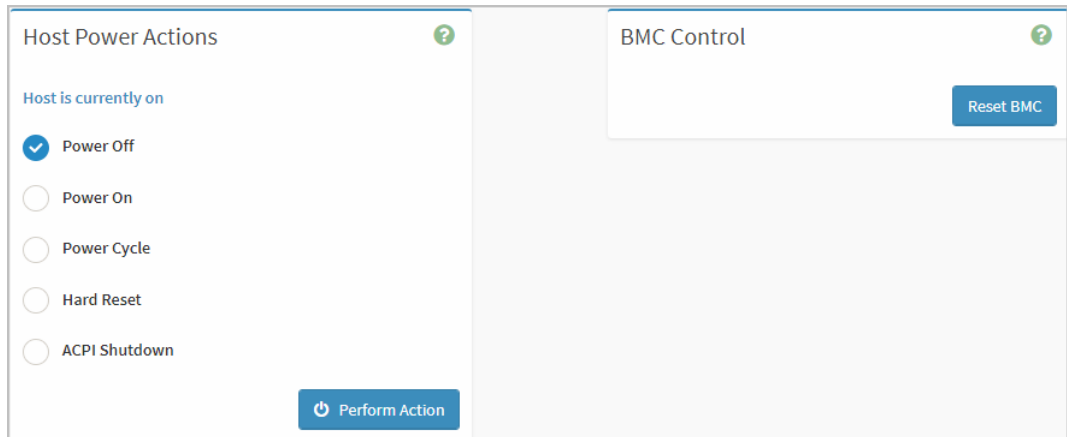 Host Power Actions
Host is currently on
Power Off
Power On
Power Cycle
Hard Reset
ACPI Shutdown
Perform Action
BMC Control
Reset BMC